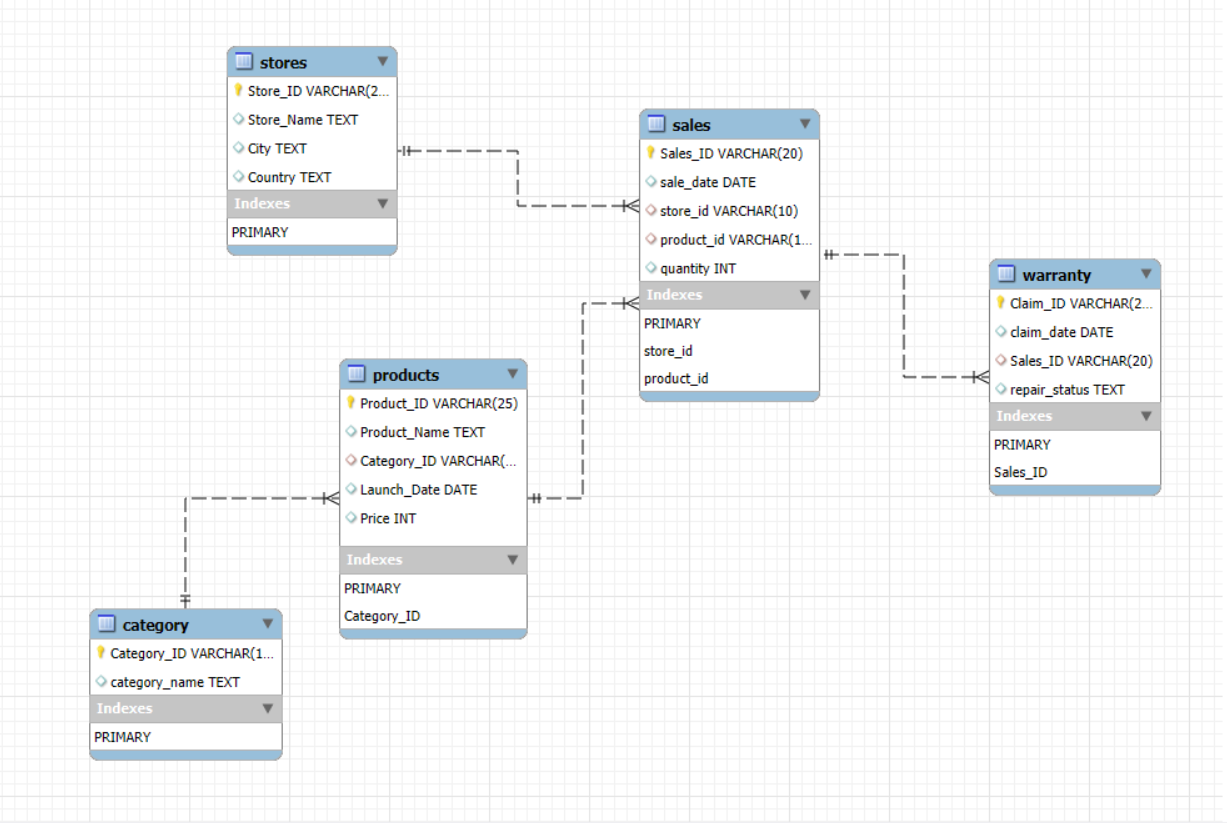 stores
Store_ID VARCHAR(2...
Store_Name TEXT
City TEXT
Country TEXT
Indexes
PRIMARY
sales
Sales_ID VARCHAR(20)
sale_date DATE
store_id VARCHAR(10)
product_id VARCHAR(1...
quantity INT
Indexes
PRIMARY
store_id
product_id
warranty
Claim_ID VARCHAR(2...
claim_date DATE
Sales_ID VARCHAR(20)
repair_status TEXT
Indexes
PRIMARY
Sales_ID
products
Product_ID VARCHAR(25)
Product_Name TEXT
Category_ID VARCHAR(...
Launch_Date DATE
Price INT
Indexes
PRIMARY
Category_ID
category
Category_ID VARCHAR(1...
category_name TEXT
Indexes
PRIMARY